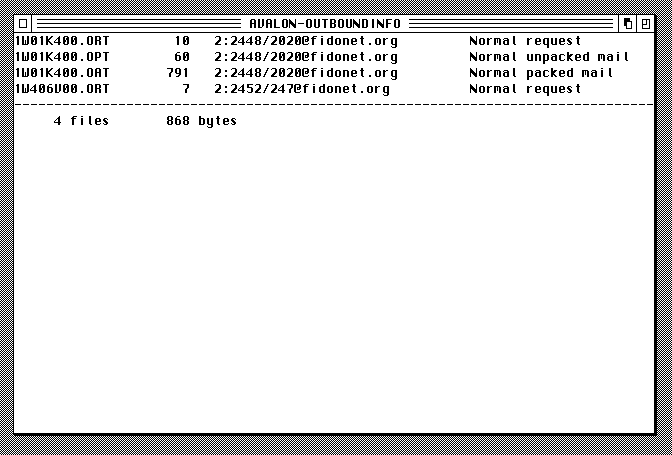 AVALON-OUTBOUNDINFO
1W01K400.ORT 10 2:2448/2020@fidonet.org Normal request
1W01K400.OPT 60 2:2448/2020@fidonet.org Normal unpacked mail
1W01K400.OAT 791 2:2448/2020@fidonet.org Normal packed mail
1W406V00.ORT 7 2:2452/247@fidonet.org Normal request
--------------------------------------------------------------------------------
4 files 868 bytes